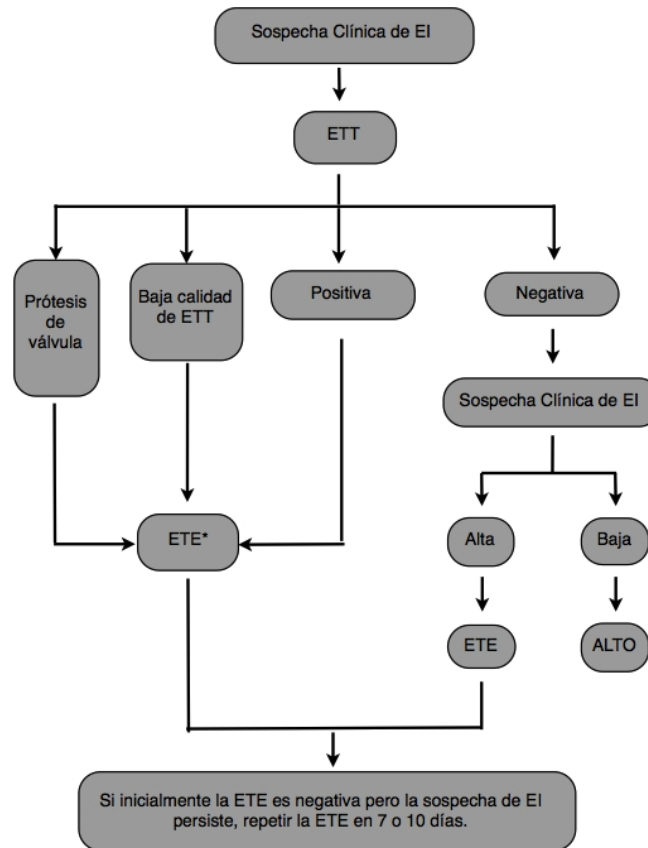 Sospecha Clínica de EI
ETT
Prótesis
de
válvula
Baja calidad
de ETT
Positiva
Negativa
Sospecha Clínica de EI
ETE*
Alta
Baja
ETE
ALTO
Si inicialmente la ETE es negativa pero la sospecha de EI
persiste, repetir la ETE en 7 o 10 días.